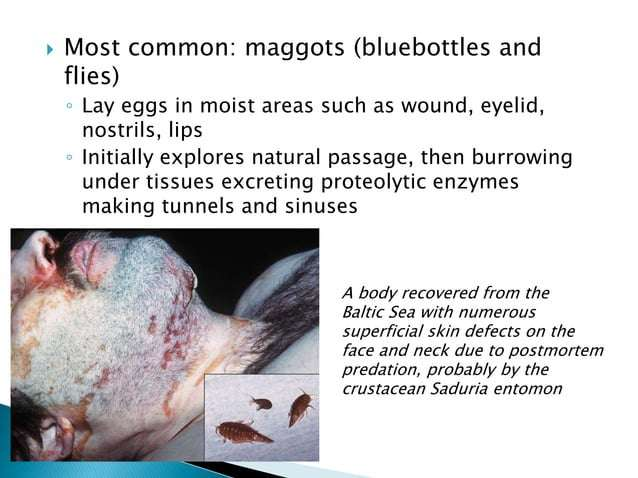 Most common: maggots (bluebottles and
flies)
Lay eggs in moist areas such as wound, eyelid,
nostrils, lips
Initially explores natural passage, then burrowing
under tissues excreting proteolytic enzymes
making tunnels and sinuses
A body recovered from the
Baltic Sea with numerous
superficial skin defects on the
face and neck due to postmortem
predation, probably by the
crustacean Saduria entomon